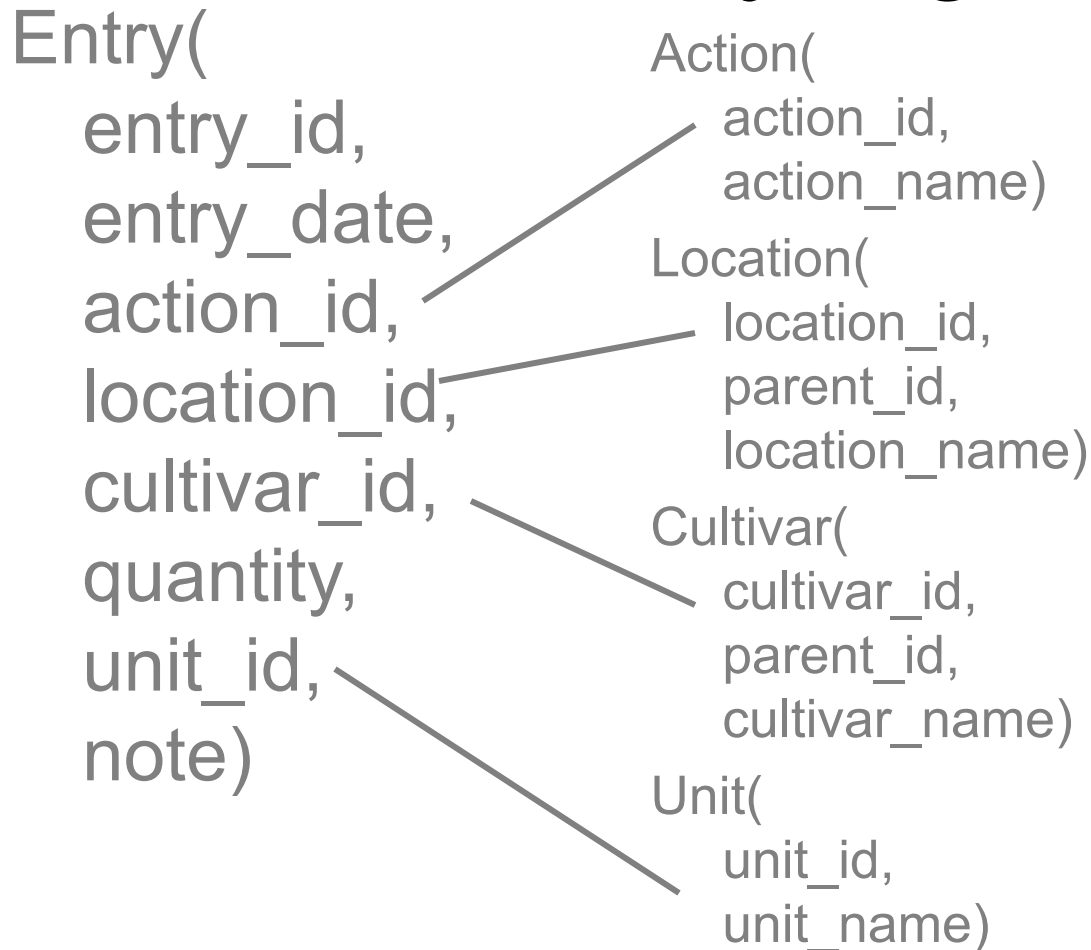 Entry(
entry_id,
entry_date,
action_id,
location_id,
cultivar_id,
quantity,
unit_id,
note)
Action(
action_id,
action_name)
Location(
location_id,
parent_id,
location_name)
Cultivar(
cultivar_id,
parent_id,
cultivar_name)
Unit(
unit_id,
unit_name)